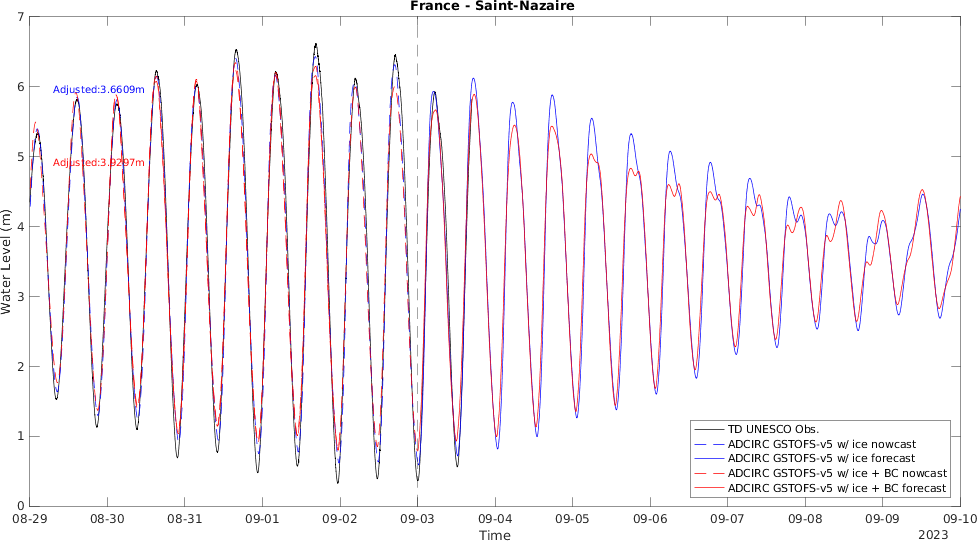 France - Saint-Nazaire
7
6
5
4
3
2
1
0
Water Level (m)
Adjusted:3.6609m
Adjusted:3.9297m
TD UNESCO Obs.
ADCIRC GSTOFS-v5 w/ ice nowcast
ADCIRC GSTOFS-v5 w/ ice forecast
ADCIRC GSTOFS-v5 w/ ice + BC nowcast
ADCIRC GSTOFS-v5 w/ ice + BC forecast
08-29 08-30 08-31 09-01 09-02 09-03 09-04 09-05 09-06 09-07 09-08 09-09 09-10
Time
2023